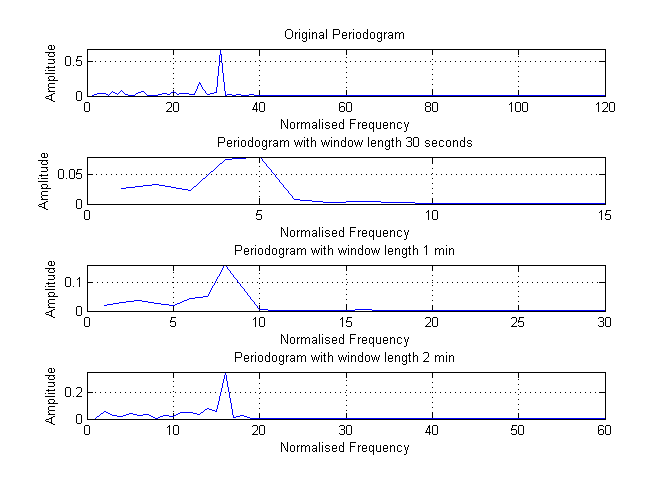 Original Periodogram
Amplitude
0.5
0
0 20 40 60 80 100 120
Normalised Frequency
Periodogram with window length 30 seconds
Amplitude
0.05
0
0 5 10 15
Normalised Frequency
Periodogram with window length 1 min
Amplitude
0.1
0
0 5 10 15 20 25 30
Normalised Frequency
Periodogram with window length 2 min
Amplitude
0.2
0
0 10 20 30 40 50 60
Normalised Frequency